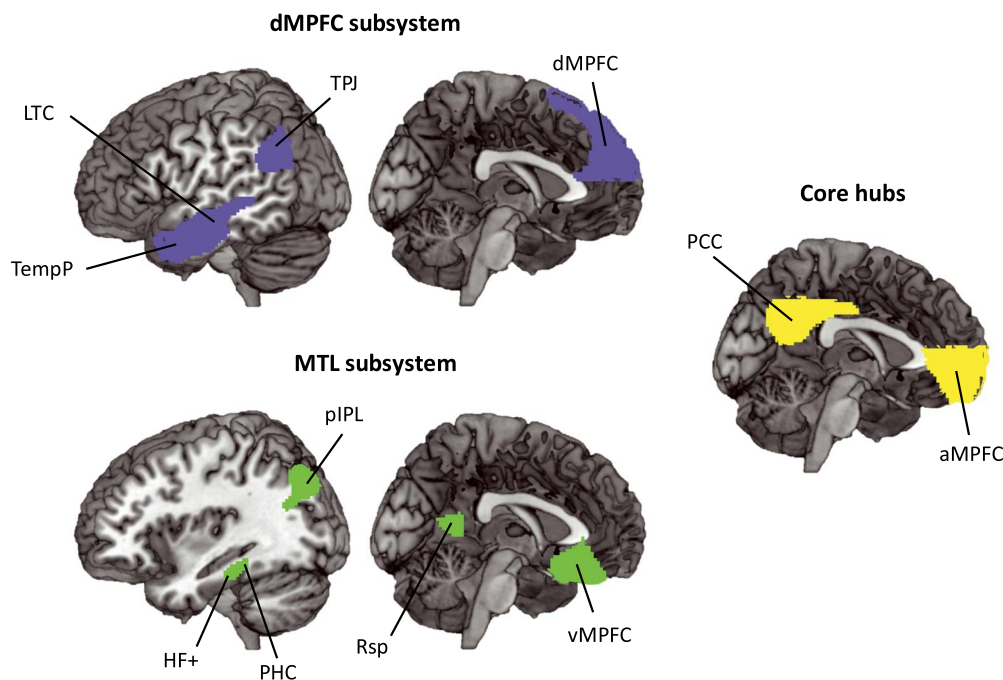 dMPFC subsystem
TPJ
dMPFC
LTC
TempP
Core hubs
PCC
aMPFC
MTL subsystem
pIPL
HF+
PHC
Rsp
vMPFC